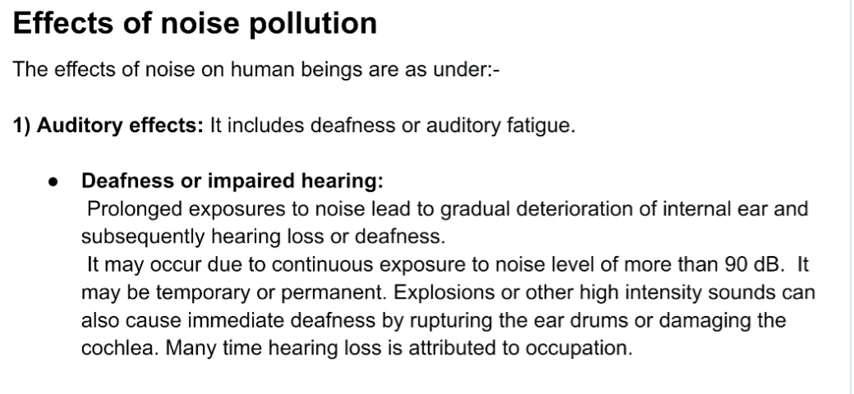 Effects of noise pollution
The effects of noise on human beings are as under:-
1) Auditory effects: It includes deafness or auditory fatigue.
● Deafness or impaired hearing:
Prolonged exposures to noise lead to gradual deterioration of internal ear and
subsequently hearing loss or deafness.
It may occur due to continuous exposure to noise level of more than 90 dB. It
may be temporary or permanent. Explosions or other high intensity sounds can
also cause immediate deafness by rupturing the ear drums or damaging the
cochlea. Many time hearing loss is attributed to occupation.